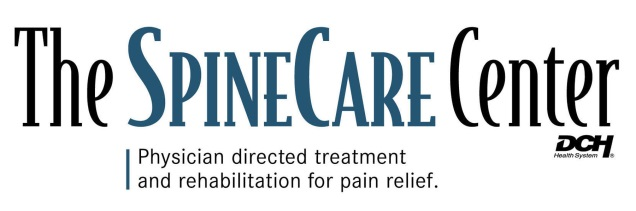 The SPINECARE Center
DCH
Health System ®
Physician directed treatment
and rehabilitation for pain relief.